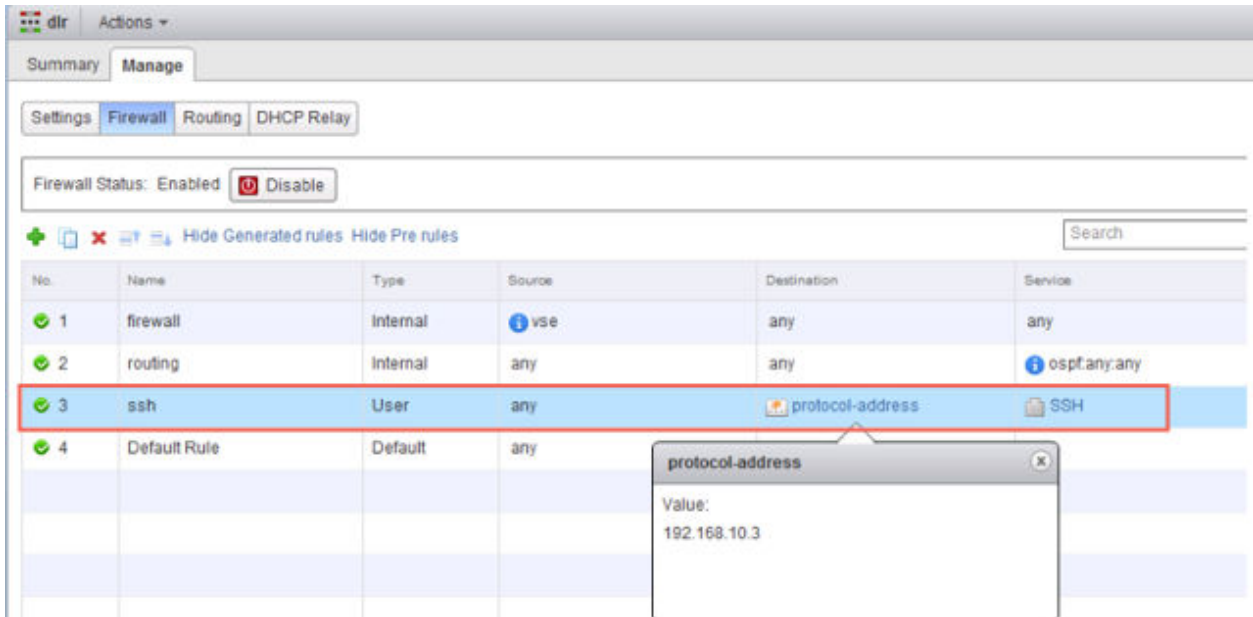 dlr Actions
Summary Manage
Settings Firewall Routing DHCP Relay
Firewall Status: Enabled Disable
Hide Generated rules Hide Pre rules Search
No. Name Type Source Destination Service
1 firewall Internal vse any any
2 routing Internal any any ospf:any:any
3 ssh User any protocol-address SSH
4 Default Rule Default any
protocol-address
Value:
192.168.10.3